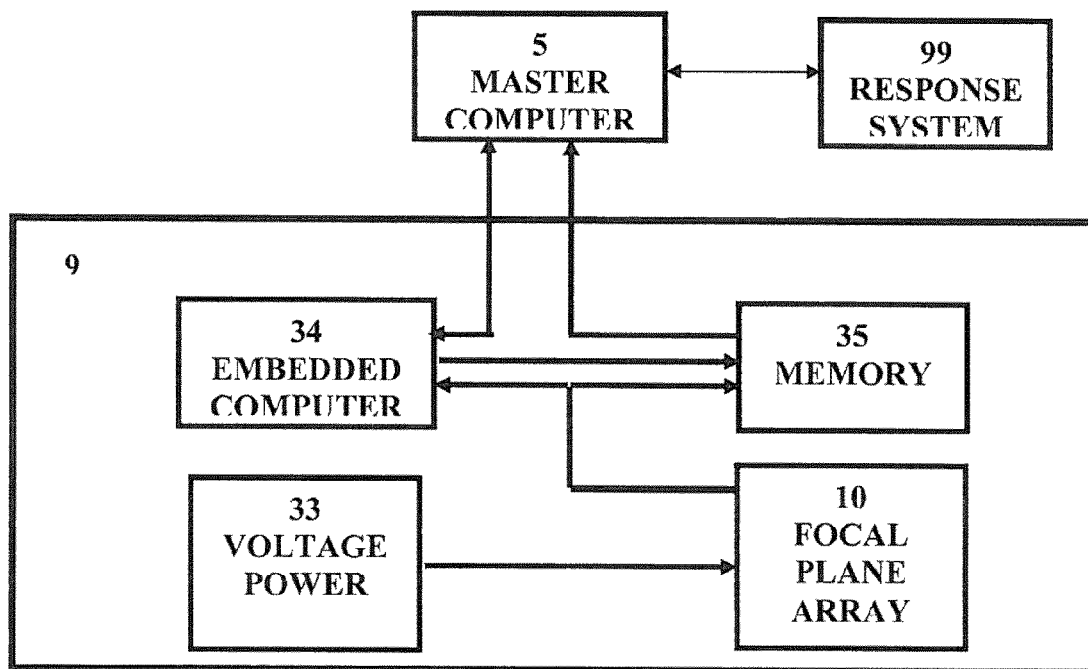 5
MASTER
COMPUTER
99
RESPONSE
SYSTEM
9
34
EMBEDDED
COMPUTER
35
MEMORY
33
VOLTAGE
POWER
10
FOCAL
PLANE
ARRAY